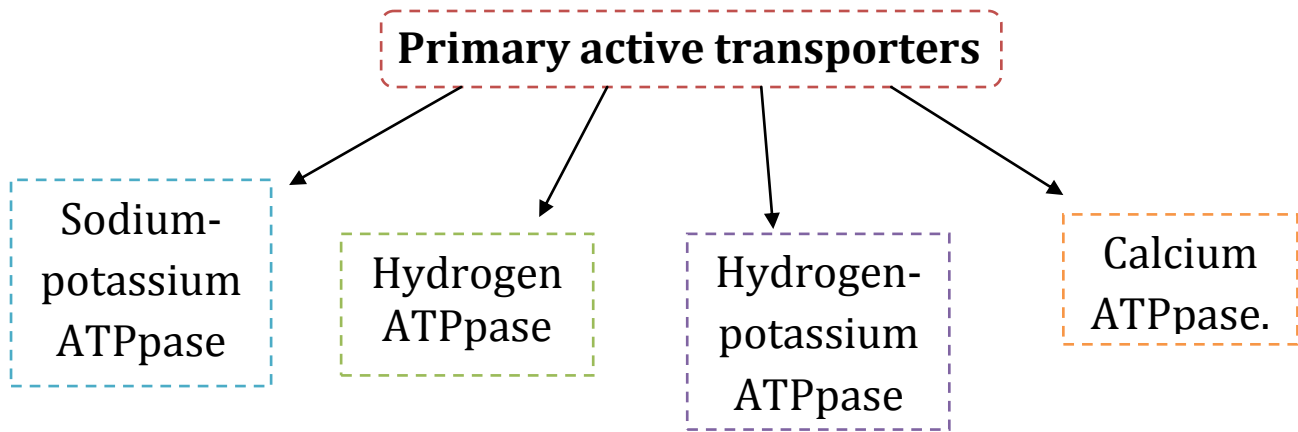 Primary active transporters
Sodium-
potassium
ATPpase
Hydrogen
ATPpase
Hydrogen-
potassium
ATPpase
Calcium
ATPpase.